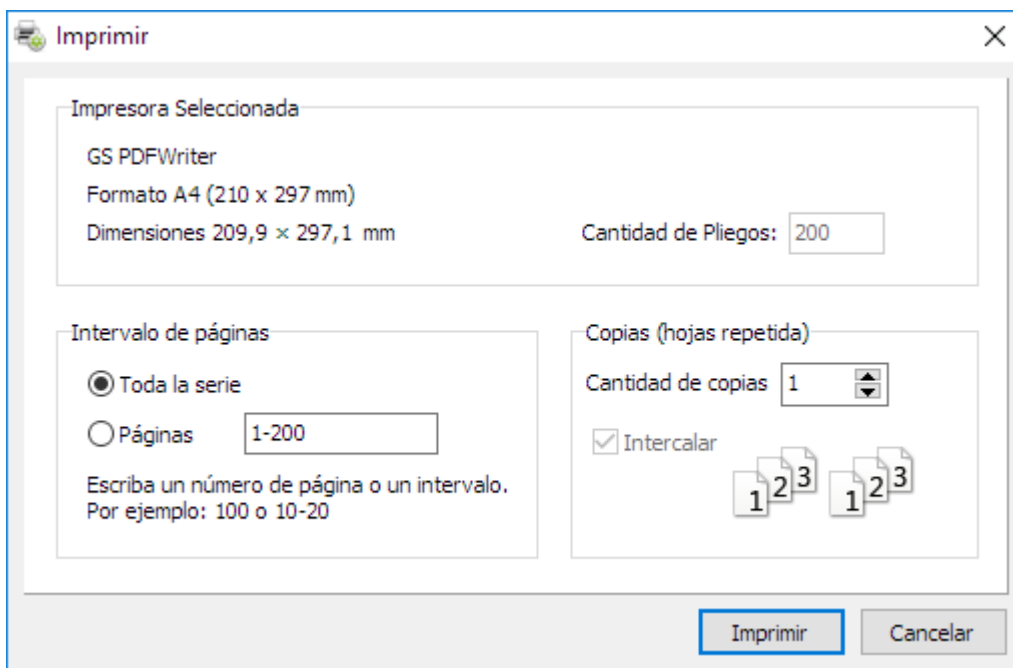 Imprimir
Impresora Seleccionada
GS PDFWriter
Formato A4 (210 x 297 mm)
Dimensiones 209,9 × 297,1 mm
Cantidad de Pliegos: 200
Intervalo de páginas
Toda la serie
Páginas 1-200
Escriba un número de página o un intervalo.
Por ejemplo: 100 o 10-20
Copias (hojas repetida)
Cantidad de copias 1
Intercalar
1 2 3 1 2 3
Imprimir Cancelar